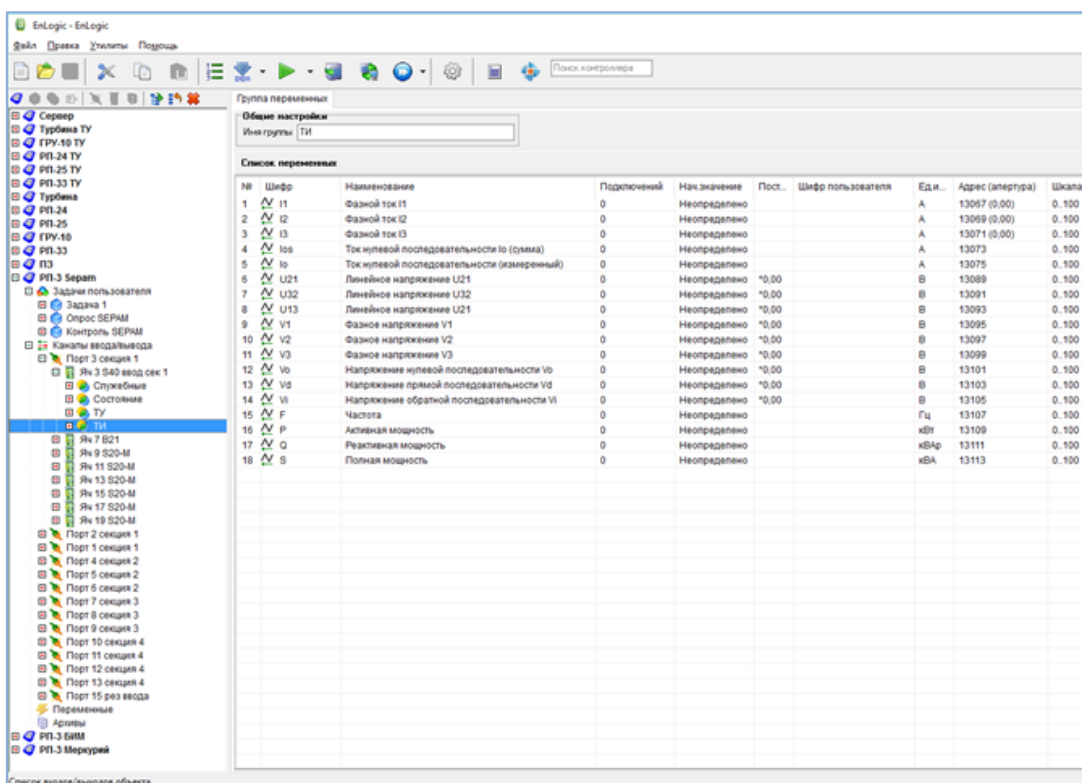 EnLogic - EnLogic
Файл Правка Утилиты Помощь
Поиск контроллера
Группа переменных
Общие настройки
Имя группы ТИ
Список переменных
№ Шифр Наименование Подключений Нач.значение Пост... Шифр пользователя Ед.и... Адрес (апертура) Шкала
1 I1 Фазной ток I1 0 Неопределено А 13067 (0,00) 0..100
2 I2 Фазной ток I2 0 Неопределено А 13069 (0,00) 0..100
3 I3 Фазной ток I3 0 Неопределено А 13071 (0,00) 0..100
4 Ios Ток нулевой последовательности Io (сумма) 0 Неопределено А 13073 0..100
5 Io Ток нулевой последовательности (измеренный) 0 Неопределено А 13075 0..100
6 U21 Линейное напряжение U21 0 Неопределено *0,00 В 13089 0..100
7 U32 Линейное напряжение U32 0 Неопределено *0,00 В 13091 0..100
8 U13 Линейное напряжение U21 0 Неопределено *0,00 В 13093 0..100
9 V1 Фазное напряжение V1 0 Неопределено *0,00 В 13095 0..100
10 V2 Фазное напряжение V2 0 Неопределено *0,00 В 13097 0..100
11 V3 Фазное напряжение V3 0 Неопределено *0,00 В 13099 0..100
12 Vo Напряжение нулевой последовательности Vo 0 Неопределено *0,00 В 13101 0..100
13 Vd Напряжение прямой последовательности Vd 0 Неопределено *0,00 В 13103 0..100
14 Vi Напряжение обратной последовательности Vi 0 Неопределено *0,00 В 13105 0..100
15 F Частота 0 Неопределено Гц 13107 0..100
16 P Активная мощность 0 Неопределено кВт 13109 0..100
17 Q Реактивная мощность 0 Неопределено кВАр 13111 0..100
18 S Полная мощность 0 Неопределено кВА 13113 0..100
Сервер
Турбина ТУ
ГРУ-10 ТУ
РП-24 ТУ
РП-25 ТУ
РП-33 ТУ
Турбина
РП-24
РП-25
ГРУ-10
РП-33
ПЗ
РП-3 Sepam
Задачи пользователя
Задача 1
Опрос SEPAM
Контроль SEPAM
Каналы ввода/вывода
Порт 3 секция 1
Яч 3 S40 ввод сек 1
Служебные
Состояние
ТУ
ТИ
Яч 7 B21
Яч 9 S20-M
Яч 11 S20-M
Яч 13 S20-M
Яч 15 S20-M
Яч 17 S20-M
Яч 19 S20-M
Порт 2 секция 1
Порт 1 секция 1
Порт 4 секция 2
Порт 5 секция 2
Порт 6 секция 2
Порт 7 секция 3
Порт 8 секция 3
Порт 9 секция 3
Порт 10 секция 4
Порт 11 секция 4
Порт 12 секция 4
Порт 13 секция 4
Порт 15 рез ввода
Переменные
Архивы
РП-3 БИМ
РП-3 Меркурий
Список входов/выходов объекта